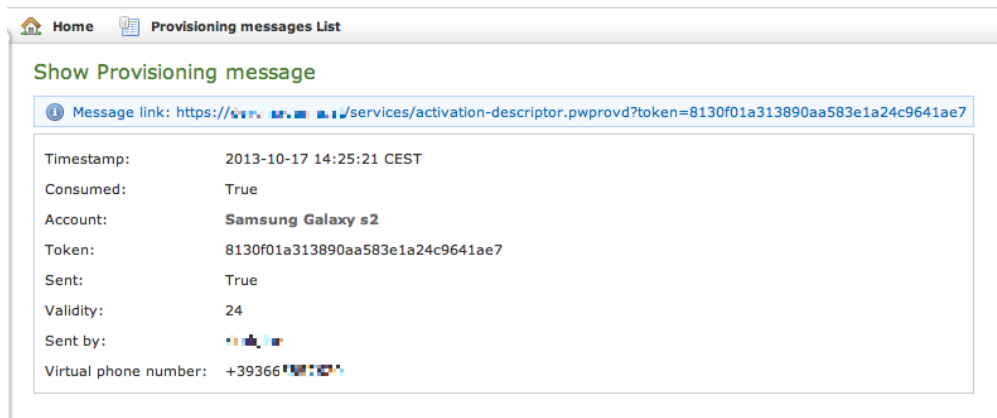 Home Provisioning messages List
Show Provisioning message
Message link: https:// /services/activation-descriptor.pwprovd?token=8130f01a313890aa583e1a24c9641ae7
Timestamp: 2013-10-17 14:25:21 CEST
Consumed: True
Account: Samsung Galaxy s2
Token: 8130f01a313890aa583e1a24c9641ae7
Sent: True
Validity: 24
Sent by:
Virtual phone number: +39366